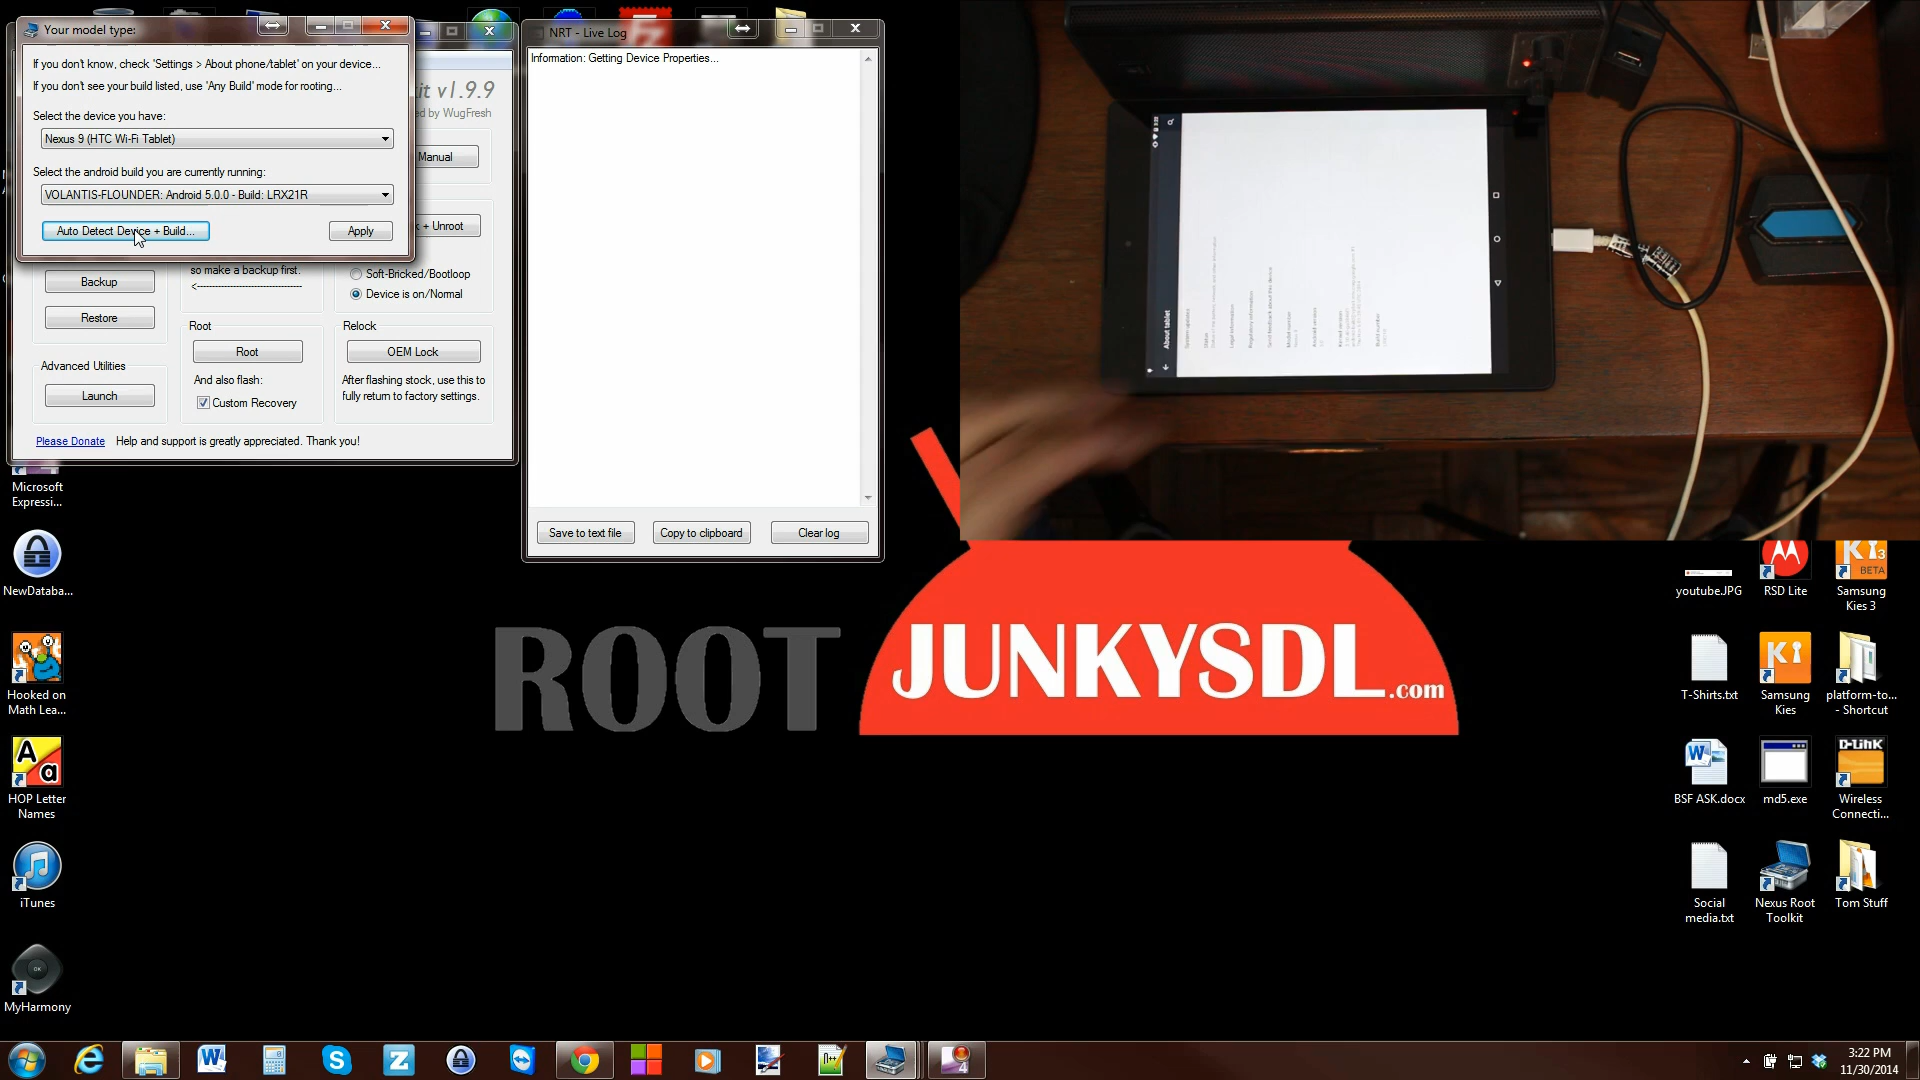 Your model type:
If you don't know, check 'Settings > About phone/tablet' on your device...
If you don't see your build listed, use 'Any Build' mode for rooting...
Select the device you have:
Nexus 9 (HTC Wi-Fi Tablet)
Select the android build you are currently running:
VOLANTIS-FLOUNDER: Android 5.0.0 - Build: LRX21R
Auto Detect Device + Build...
Apply
it v1.9.9
ed by WugFresh
Manual
+ Unroot
so make a backup first.
<-----------------------------------
Soft-Bricked/Bootloop
Device is on/Normal
Backup
Restore
Root
Root
And also flash:
Custom Recovery
Relock
OEM Lock
After flashing stock, use this to
fully return to factory settings.
Advanced Utilities
Launch
Please Donate Help and support is greatly appreciated. Thank you!
NRT - Live Log
Infomation: Getting Device Properties...
Save to text file
Copy to clipboard
Clear log
About tablet
ROOT
JUNKYSDL.com
Microsoft
Expressi...
NewDataba...
Hooked on
Math Lea...
HOP Letter
Names
iTunes
MyHarmony
youtube.JPG
RSD Lite
Samsung
Kies 3
T-Shirts.txt
Samsung
Kies
platform-to...
- Shortcut
BSF ASK.docx
md5.exe
Wireless
Connecti...
Social
media.txt
Nexus Root
Toolkit
Tom Stuff
3:22 PM
11/30/2014